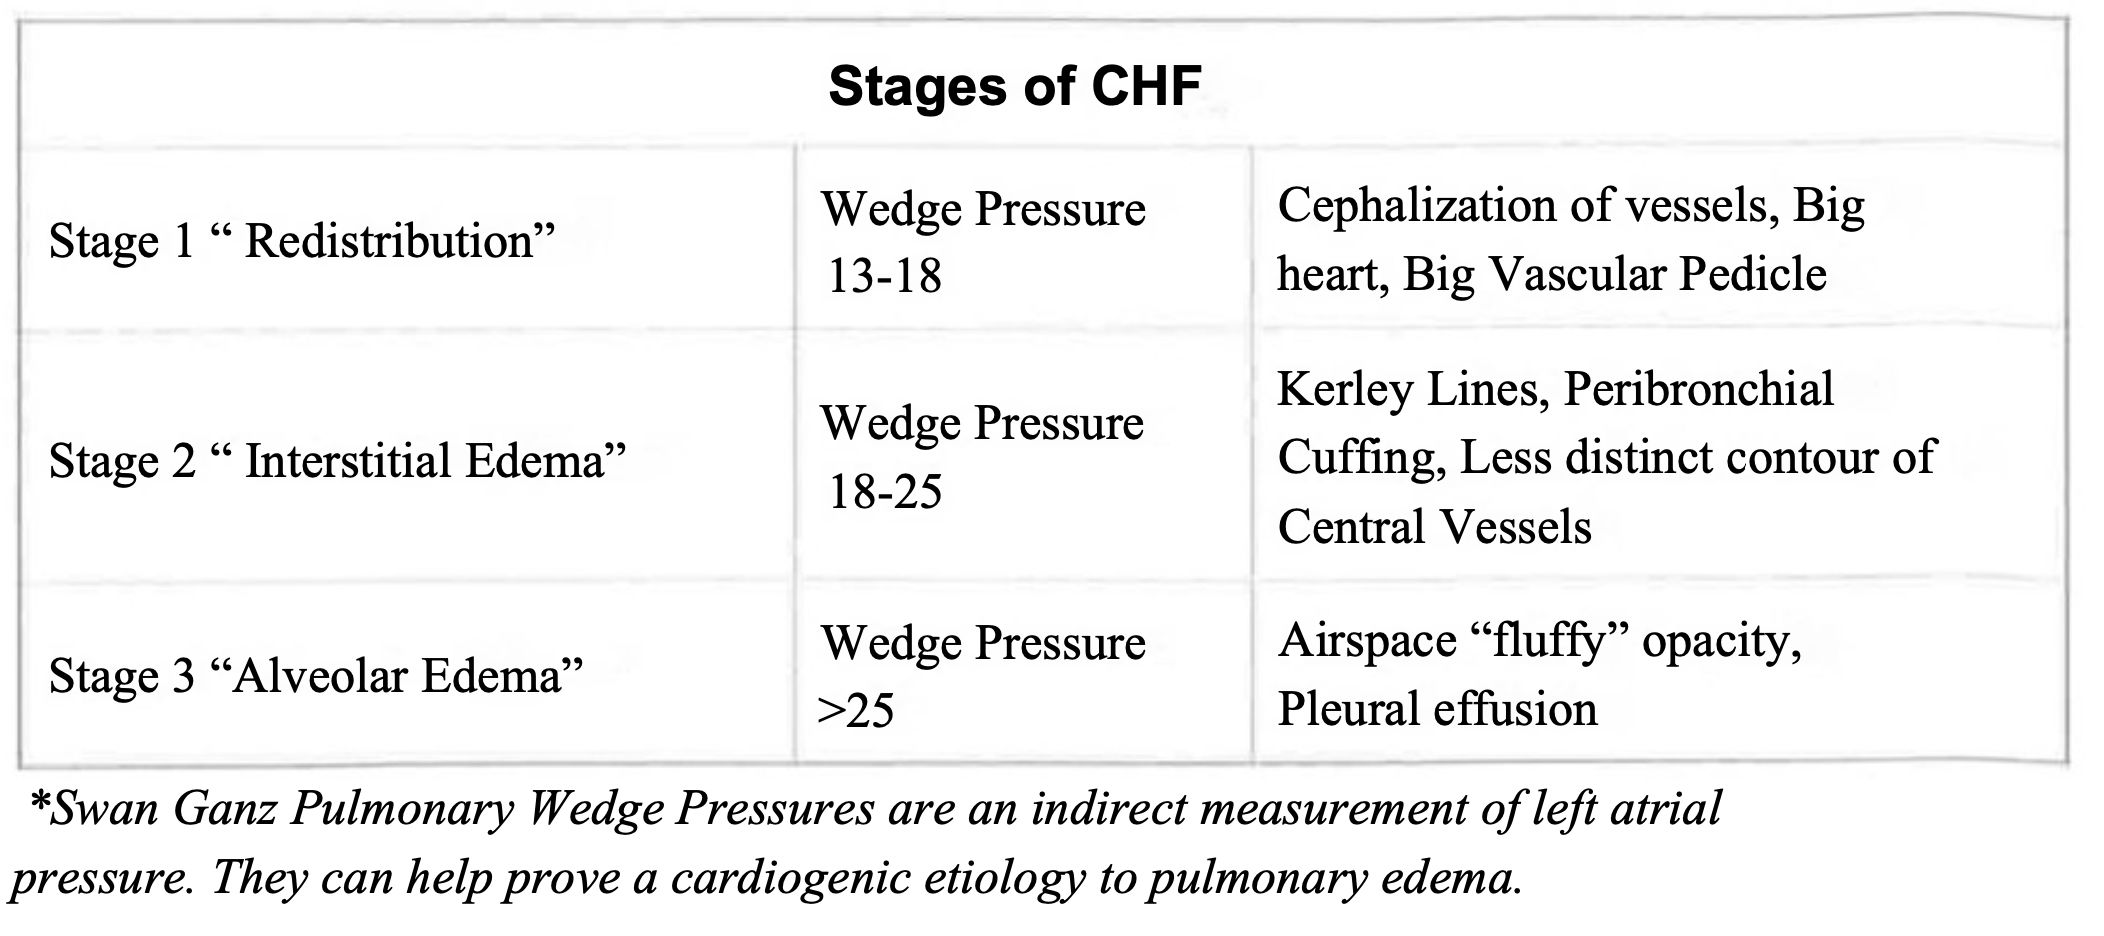 Stages of CHF
Stage 1 “ Redistribution”
Wedge Pressure
13-18
Cephalization of vessels, Big
heart, Big Vascular Pedicle
Stage 2 “ Interstitial Edema”
Wedge Pressure
18-25
Kerley Lines, Peribronchial
Cuffing, Less distinct contour of
Central Vessels
Stage 3 “Alveolar Edema”
Wedge Pressure
>25
Airspace “fluffy” opacity,
Pleural effusion
*Swan Ganz Pulmonary Wedge Pressures are an indirect measurement of left atrial
pressure. They can help prove a cardiogenic etiology to pulmonary edema.